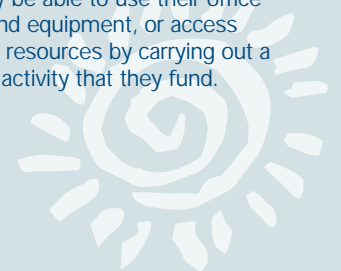 be able to use their office
nd equipment, or access
resources by carrying out a
activity that they fund.